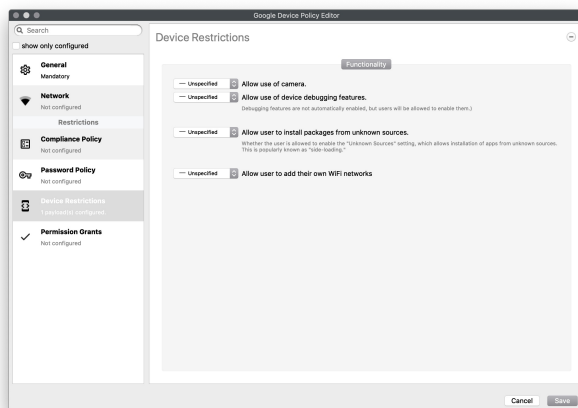 Google Device Policy Editor
Search
show only configured
General
Mandatory
Network
Not configured
Restrictions
Compliance Policy
Not configured
Password Policy
Not configured
Device Restrictions
1 payload(s) configured
Permission Grants
Not configured
Device Restrictions
Functionality
— Unspecified Allow use of camera.
— Unspecified Allow use of device debugging features.
Debugging features are not automatically enabled, but users will be allowed to enable them.)
— Unspecified Allow user to install packages from unknown sources.
Whether the user is allowed to enable the "Unknown Sources" setting, which allows installation of apps from unknown sources.
This is popularly known as "side-loading."
— Unspecified Allow user to add their own WiFi networks
Cancel Save